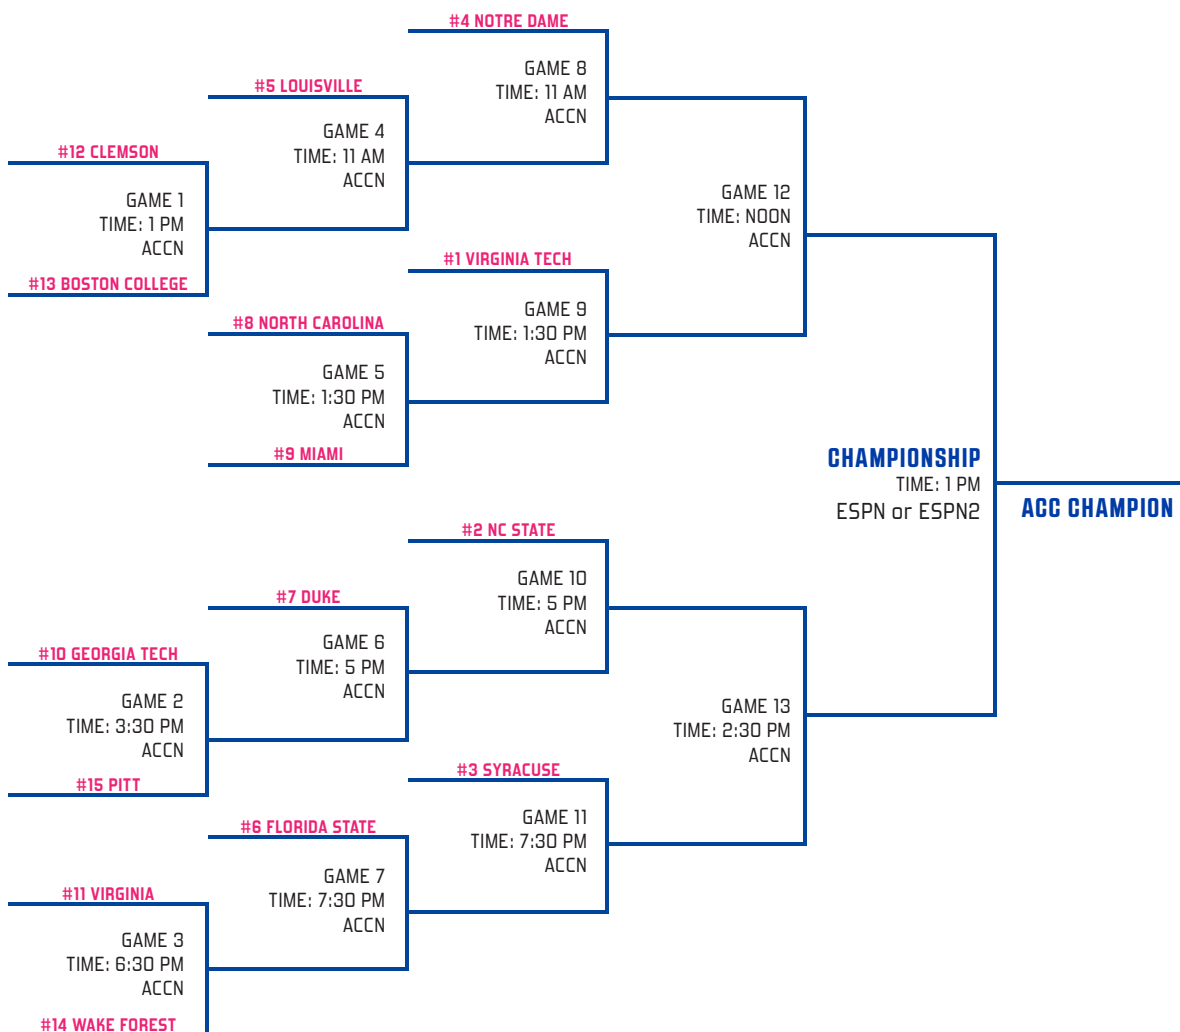 #4 NOTRE DAME
GAME 8
TIME: 11 AM
ACCN
#5 LOUISVILLE
GAME 4
TIME: 11 AM
ACCN
#12 CLEMSON
GAME 1
TIME: 1 PM
ACCN
#13 BOSTON COLLEGE
GAME 12
TIME: NOON
ACCN
#1 VIRGINIA TECH
GAME 9
TIME: 1:30 PM
ACCN
#8 NORTH CAROLINA
GAME 5
TIME: 1:30 PM
ACCN
#9 MIAMI
CHAMPIONSHIP
TIME: 1 PM
ESPN or ESPN2
ACC CHAMPION
#2 NC STATE
GAME 10
TIME: 5 PM
ACCN
#7 DUKE
GAME 6
TIME: 5 PM
ACCN
#10 GEORGIA TECH
GAME 2
TIME: 3:30 PM
ACCN
#15 PITT
GAME 13
TIME: 2:30 PM
ACCN
#3 SYRACUSE
GAME 11
TIME: 7:30 PM
ACCN
#6 FLORIDA STATE
GAME 7
TIME: 7:30 PM
ACCN
#11 VIRGINIA
GAME 3
TIME: 6:30 PM
ACCN
#14 WAKE FOREST